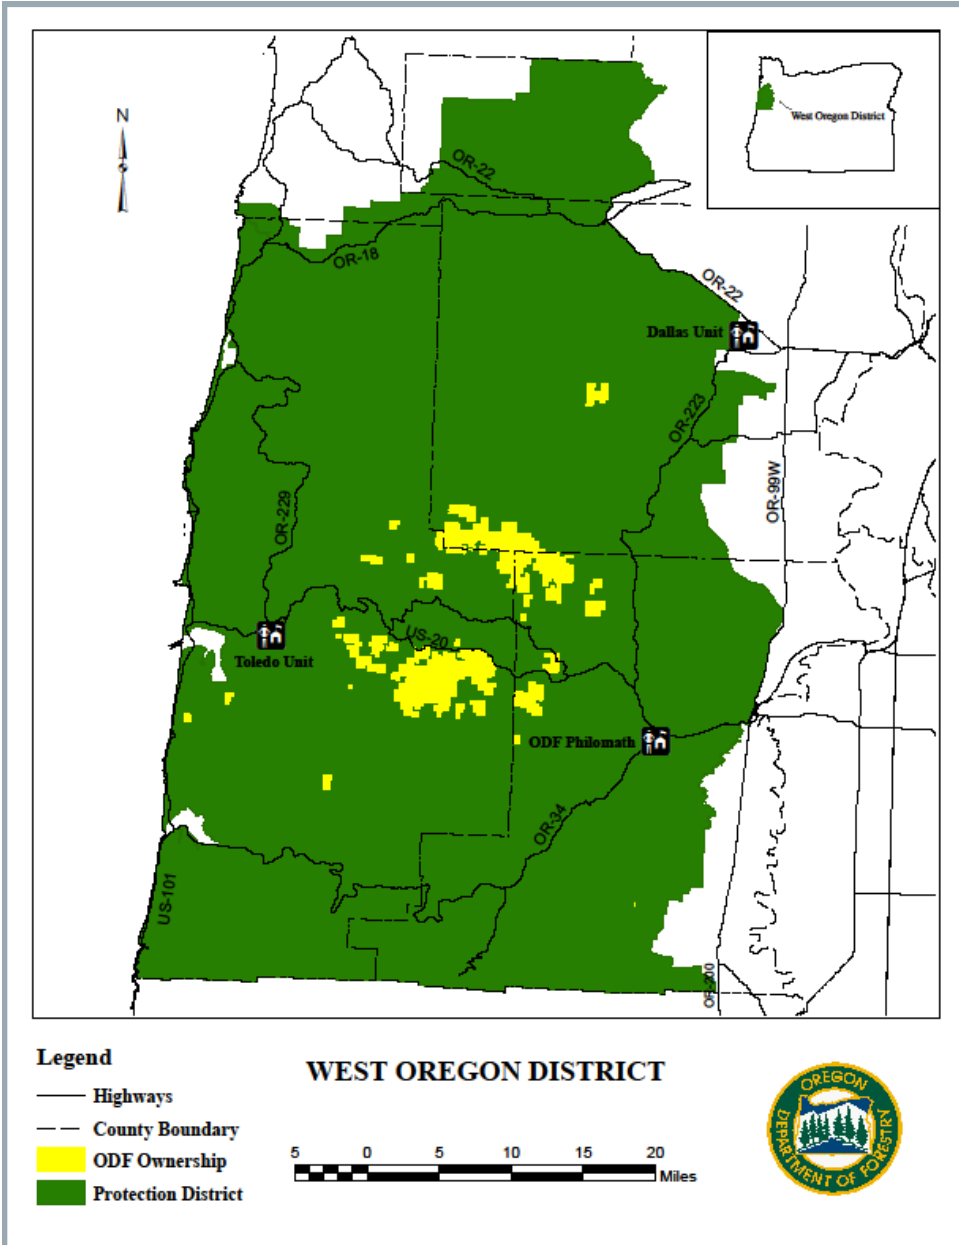 N
West Oregon District
OR-22
OR-18
OR-22
Dallas Unit
OR-223
OR-99W
OR-229
US-20
Toledo Unit
ODF Philomath
OR-34
US-101
OR-200
Legend
Highways
County Boundary
ODF Ownership
Protection District
WEST OREGON DISTRICT
5 0 5 10 15 20
Miles
OREGON
DEPARTMENT OF FORESTRY